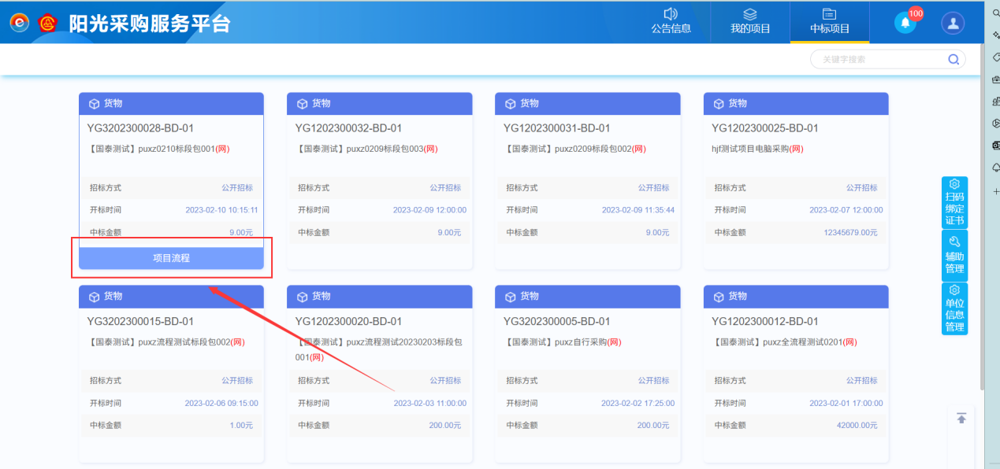 阳光采购服务平台
公告信息
我的项目
中标项目
100
关键字搜索
货物
YG3202300028-BD-01
【国泰测试】puxz0210标段包001(网)
招标方式 公开招标
开标时间 2023-02-10 10:15:11
中标金额 9.00元
项目流程
货物
YG1202300032-BD-01
【国泰测试】puxz0209标段包003(网)
招标方式 公开招标
开标时间 2023-02-09 12:00:00
中标金额 9.00元
货物
YG1202300031-BD-01
【国泰测试】puxz0209标段包002(网)
招标方式 公开招标
开标时间 2023-02-09 11:35:44
中标金额 9.00元
货物
YG1202300025-BD-01
hjf测试项目电脑采购(网)
招标方式 公开招标
开标时间 2023-02-07 12:00:00
中标金额 12345679.00元
货物
YG3202300015-BD-01
【国泰测试】puxz流程测试标段包002(网)
招标方式 公开招标
开标时间 2023-02-06 09:15:00
中标金额 1.00元
货物
YG1202300020-BD-01
【国泰测试】puxz流程测试20230203标段包
001(网)
招标方式 公开招标
开标时间 2023-02-03 11:00:00
中标金额 200.00元
货物
YG3202300005-BD-01
【国泰测试】puxz自行采购(网)
招标方式 公开招标
开标时间 2023-02-02 17:25:00
中标金额 200.00元
货物
YG1202300012-BD-01
【国泰测试】puxz全流程测试0201(网)
招标方式 公开招标
开标时间 2023-02-01 17:00:00
中标金额 42000.00元
扫码
绑定
证书
辅助
管理
单位
信息
管理